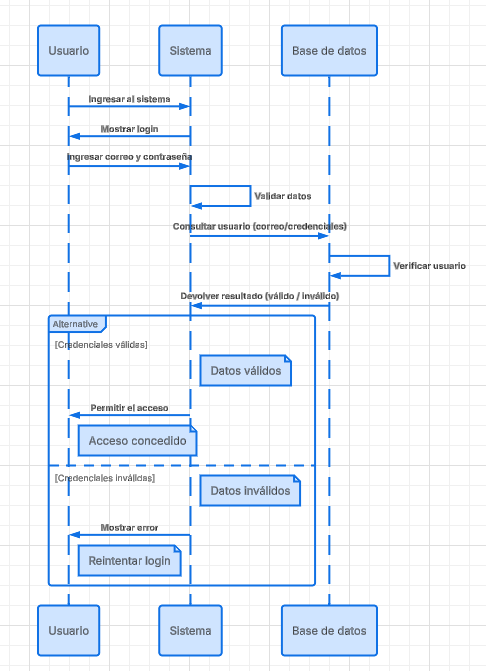 Usuario
Sistema
Base de datos
Ingresar al sistema
Mostrar login
Ingresar correo y contraseña
Validar datos
Consultar usuario (correo/credenciales)
Verificar usuario
Devolver resultado (válido / inválido)
Alternative
[Credenciales válidas]
Datos válidos
Permitir el acceso
Acceso concedido
[Credenciales inválidas]
Datos inválidos
Mostrar error
Reintentar login
Usuario
Sistema
Base de datos